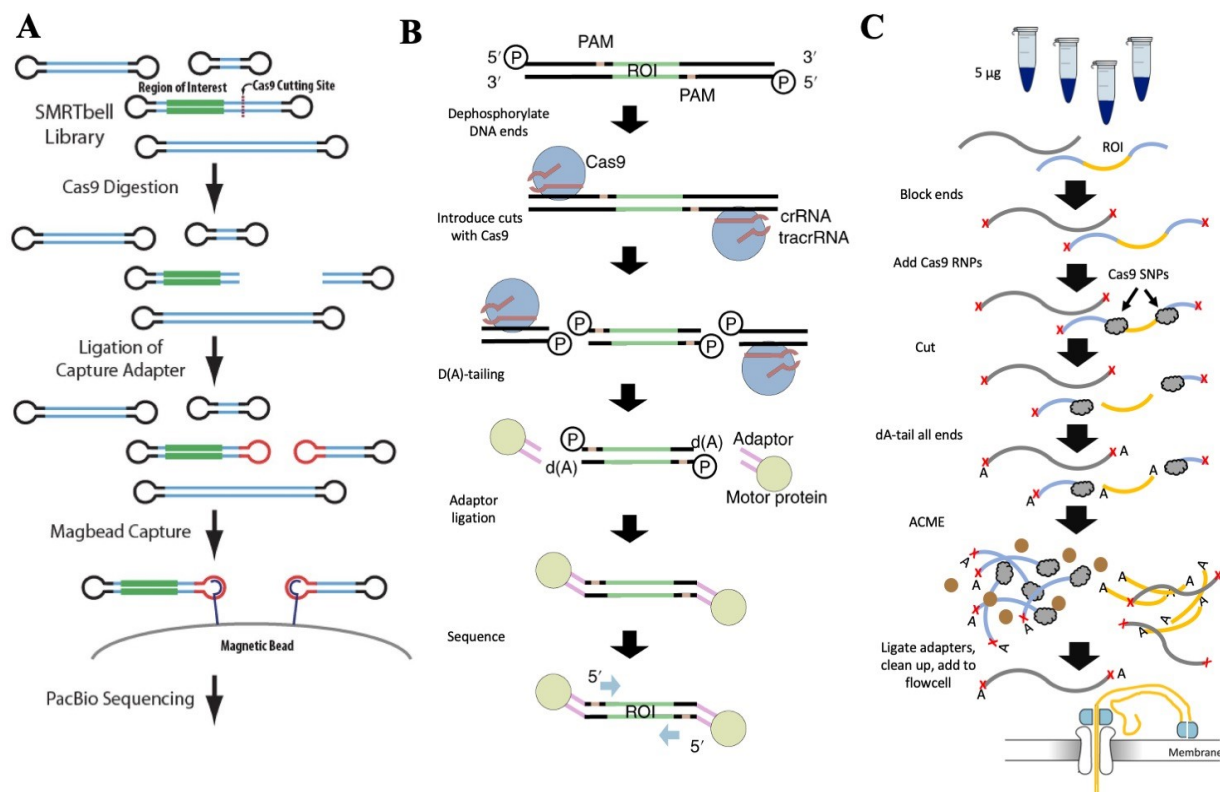 A
Region of Interest
Cas9 Cutting Site
SMRTbell
Library
Cas9 Digestion
Ligation of
Capture Adapter
Magbead Capture
Magnetic Bead
PacBio Sequencing
B
5′ P
PAM
3′
3′
ROI
PAM
P 5′
Dephosphorylate
DNA ends
Cas9
Introduce cuts
with Cas9
crRNA
tracrRNA
P
P
P
P
D(A)-tailing
P
d(A)
Adaptor
d(A)
P
Motor protein
Adaptor
ligation
Sequence
5′
ROI
5′
C
5 µg
ROI
Block ends
X
X
X
X
Add Cas9 RNPs
Cas9 SNPs
X
X
X
X
Cut
X
X
X
X
dA-tail all ends
X A
A
A
X
A X
A
ACME
A
X
A
X
A
A
X
A
X
A
X
A
A
A
X
A
X
A
A
A
X
X
Ligate adapters,
clean up, add to
flowcell
X A
X
A
Membrane